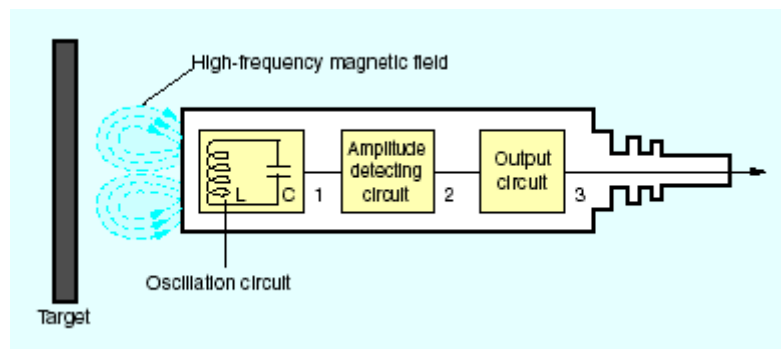 High-frequency magnetic field
Amplitude
detecting
circuit
Output
circuit
L
C
1
2
3
Oscillation circuit
Target